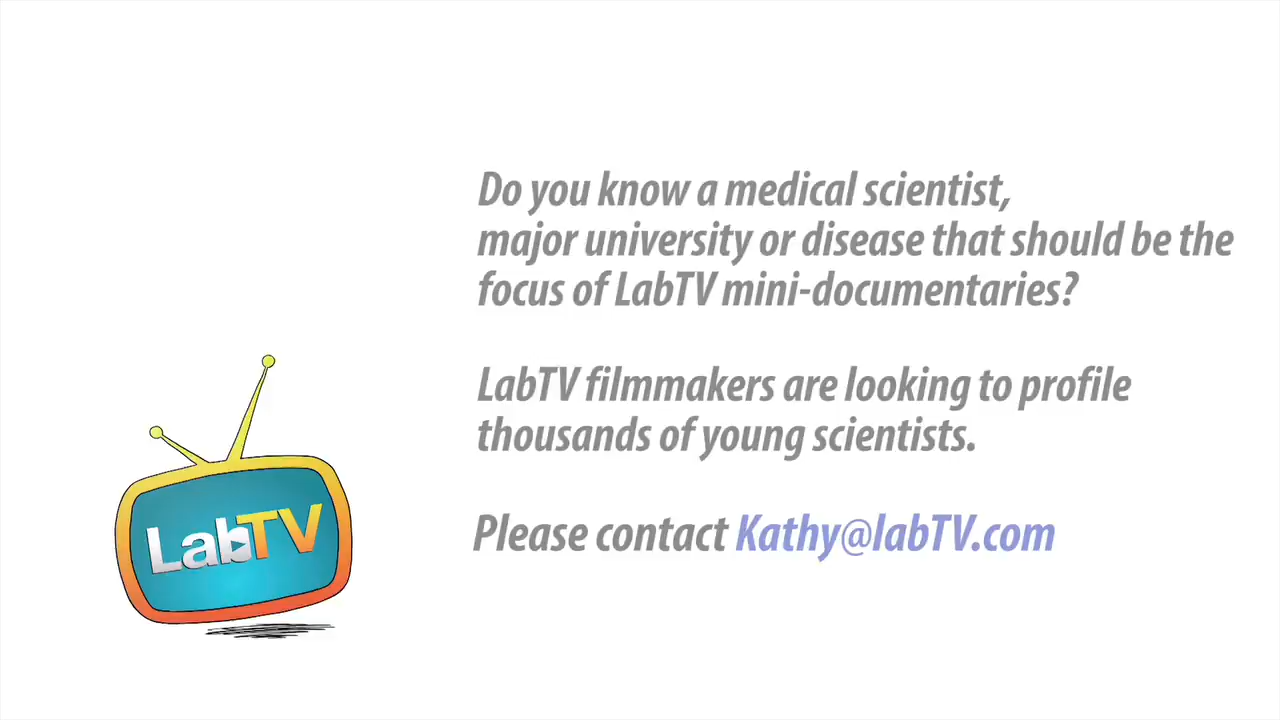 Do you know a medical scientist,
major university or disease that should be the
focus of LabTV mini-documentaries?
LabTV filmmakers are looking to profile
thousands of young scientists.
Please contact Kathy@labTV.com
LabTV